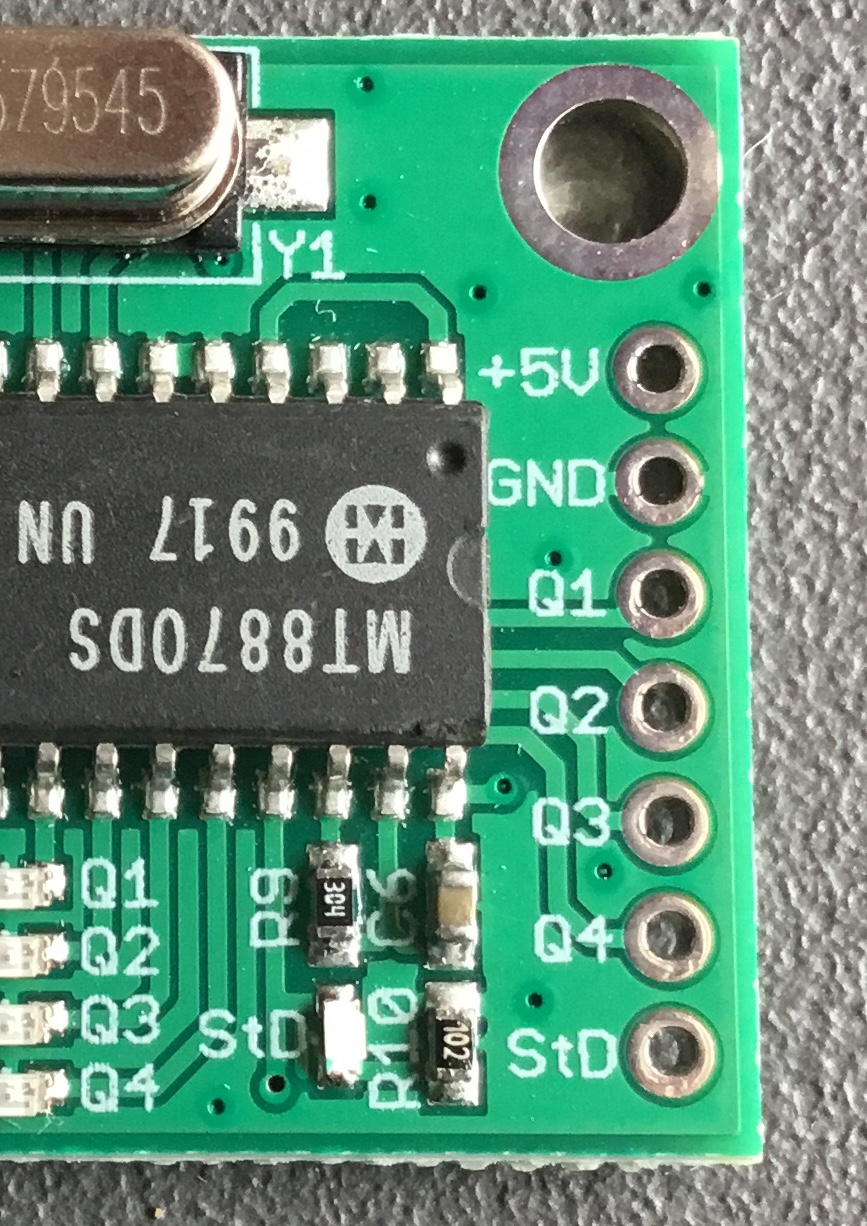 579545
Y1
+5V
GND
Q1
Q2
Q3
Q4
StD
MT8870DS
9917 UN
R9
304
C6
Q1
Q2
Q3
Q4
StD
R10
102